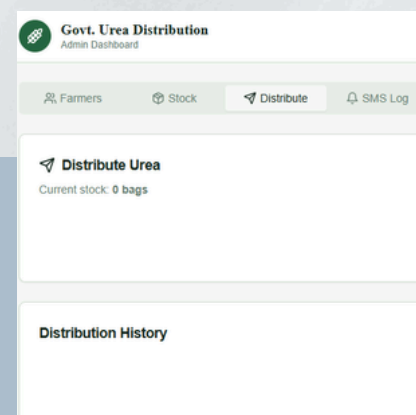 Govt. Urea Distribution
Admin Dashboard
Farmers
Stock
Distribute
SMS Log
Distribute Urea
Current stock: 0 bags
Distribution History